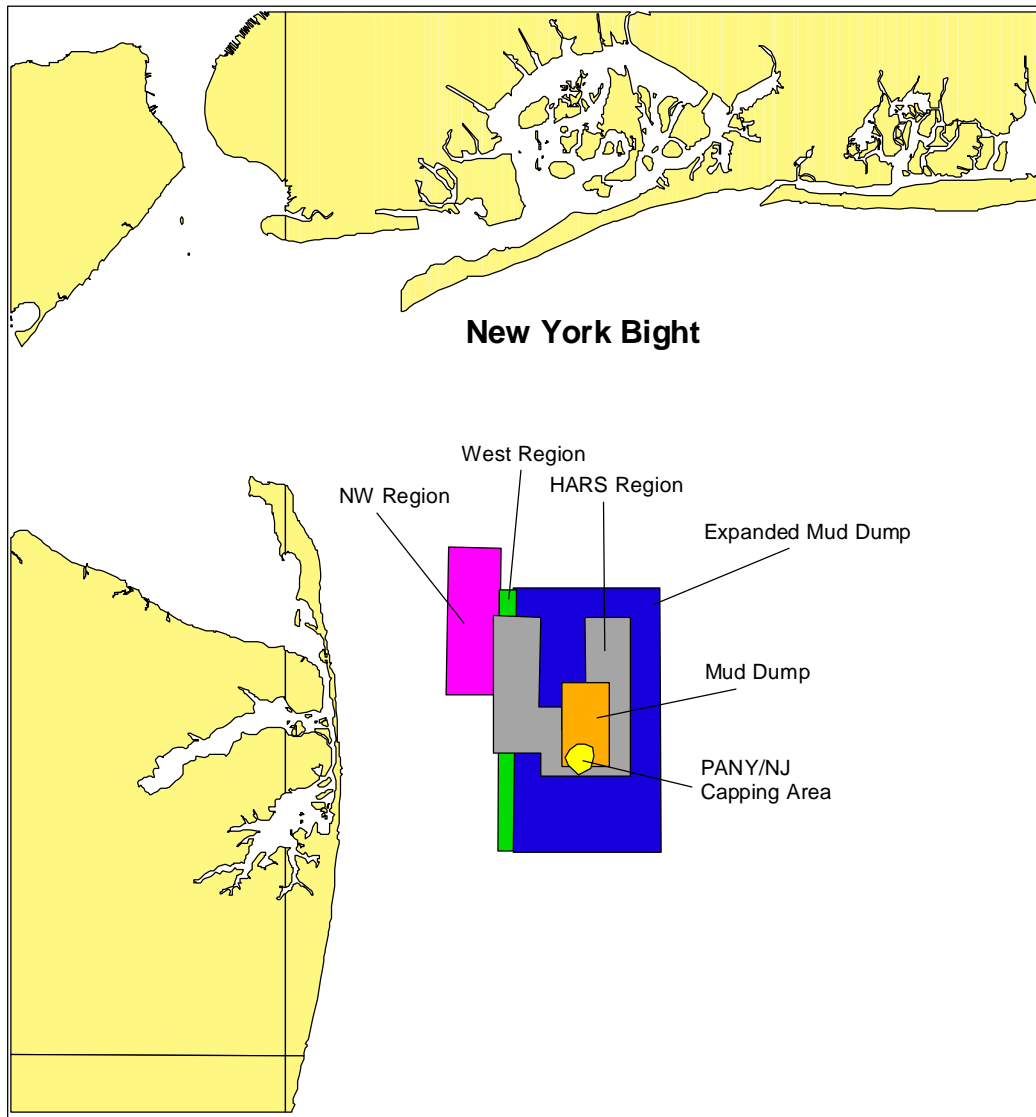 New York Bight
West Region
NW Region
HARS Region
Expanded Mud Dump
Mud Dump
PANY/NJ
Capping Area